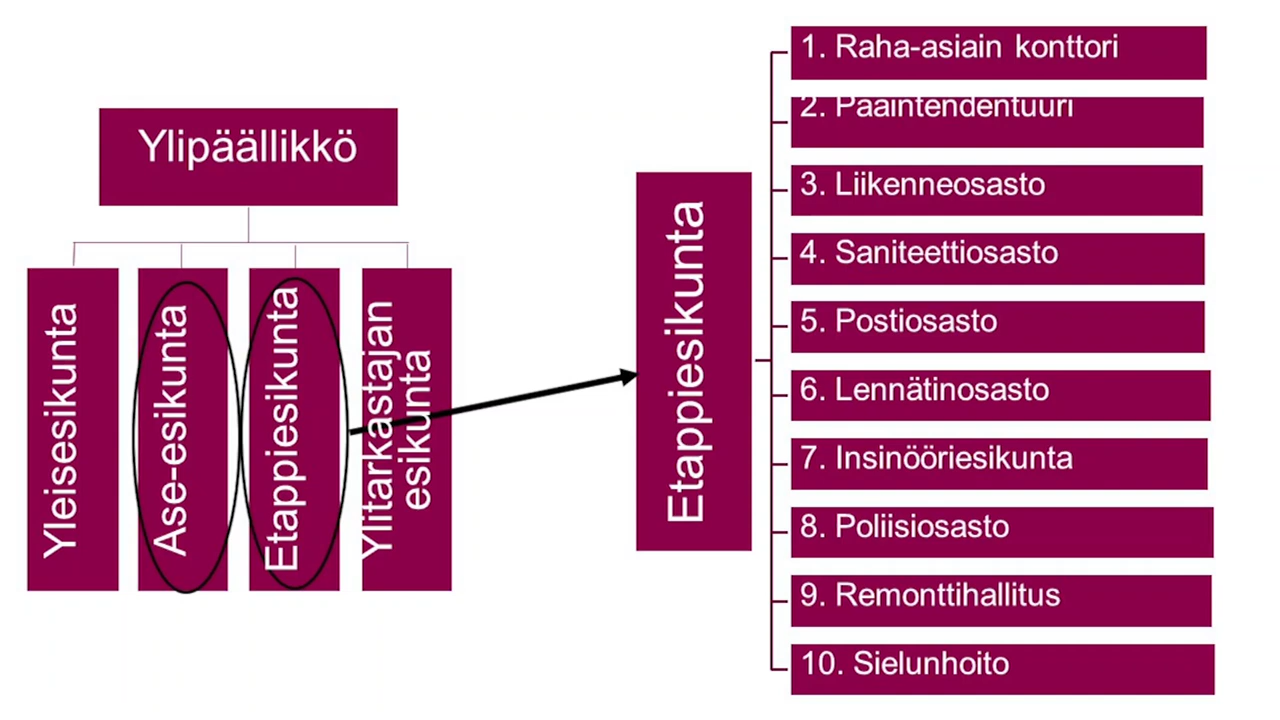 Ylipäällikkö
Yleisesikunta
Ase-esikunta
Etappiesikunta
Ylitarkastajan
esikunta
Etappiesikunta
1. Raha-asiain konttori
2. Pääintendentuuri
3. Liikenneosasto
4. Saniteettiosasto
5. Postiosasto
6. Lennätinosasto
7. Insinööriesikunta
8. Poliisiosasto
9. Remonttihallitus
10. Sielunhoito